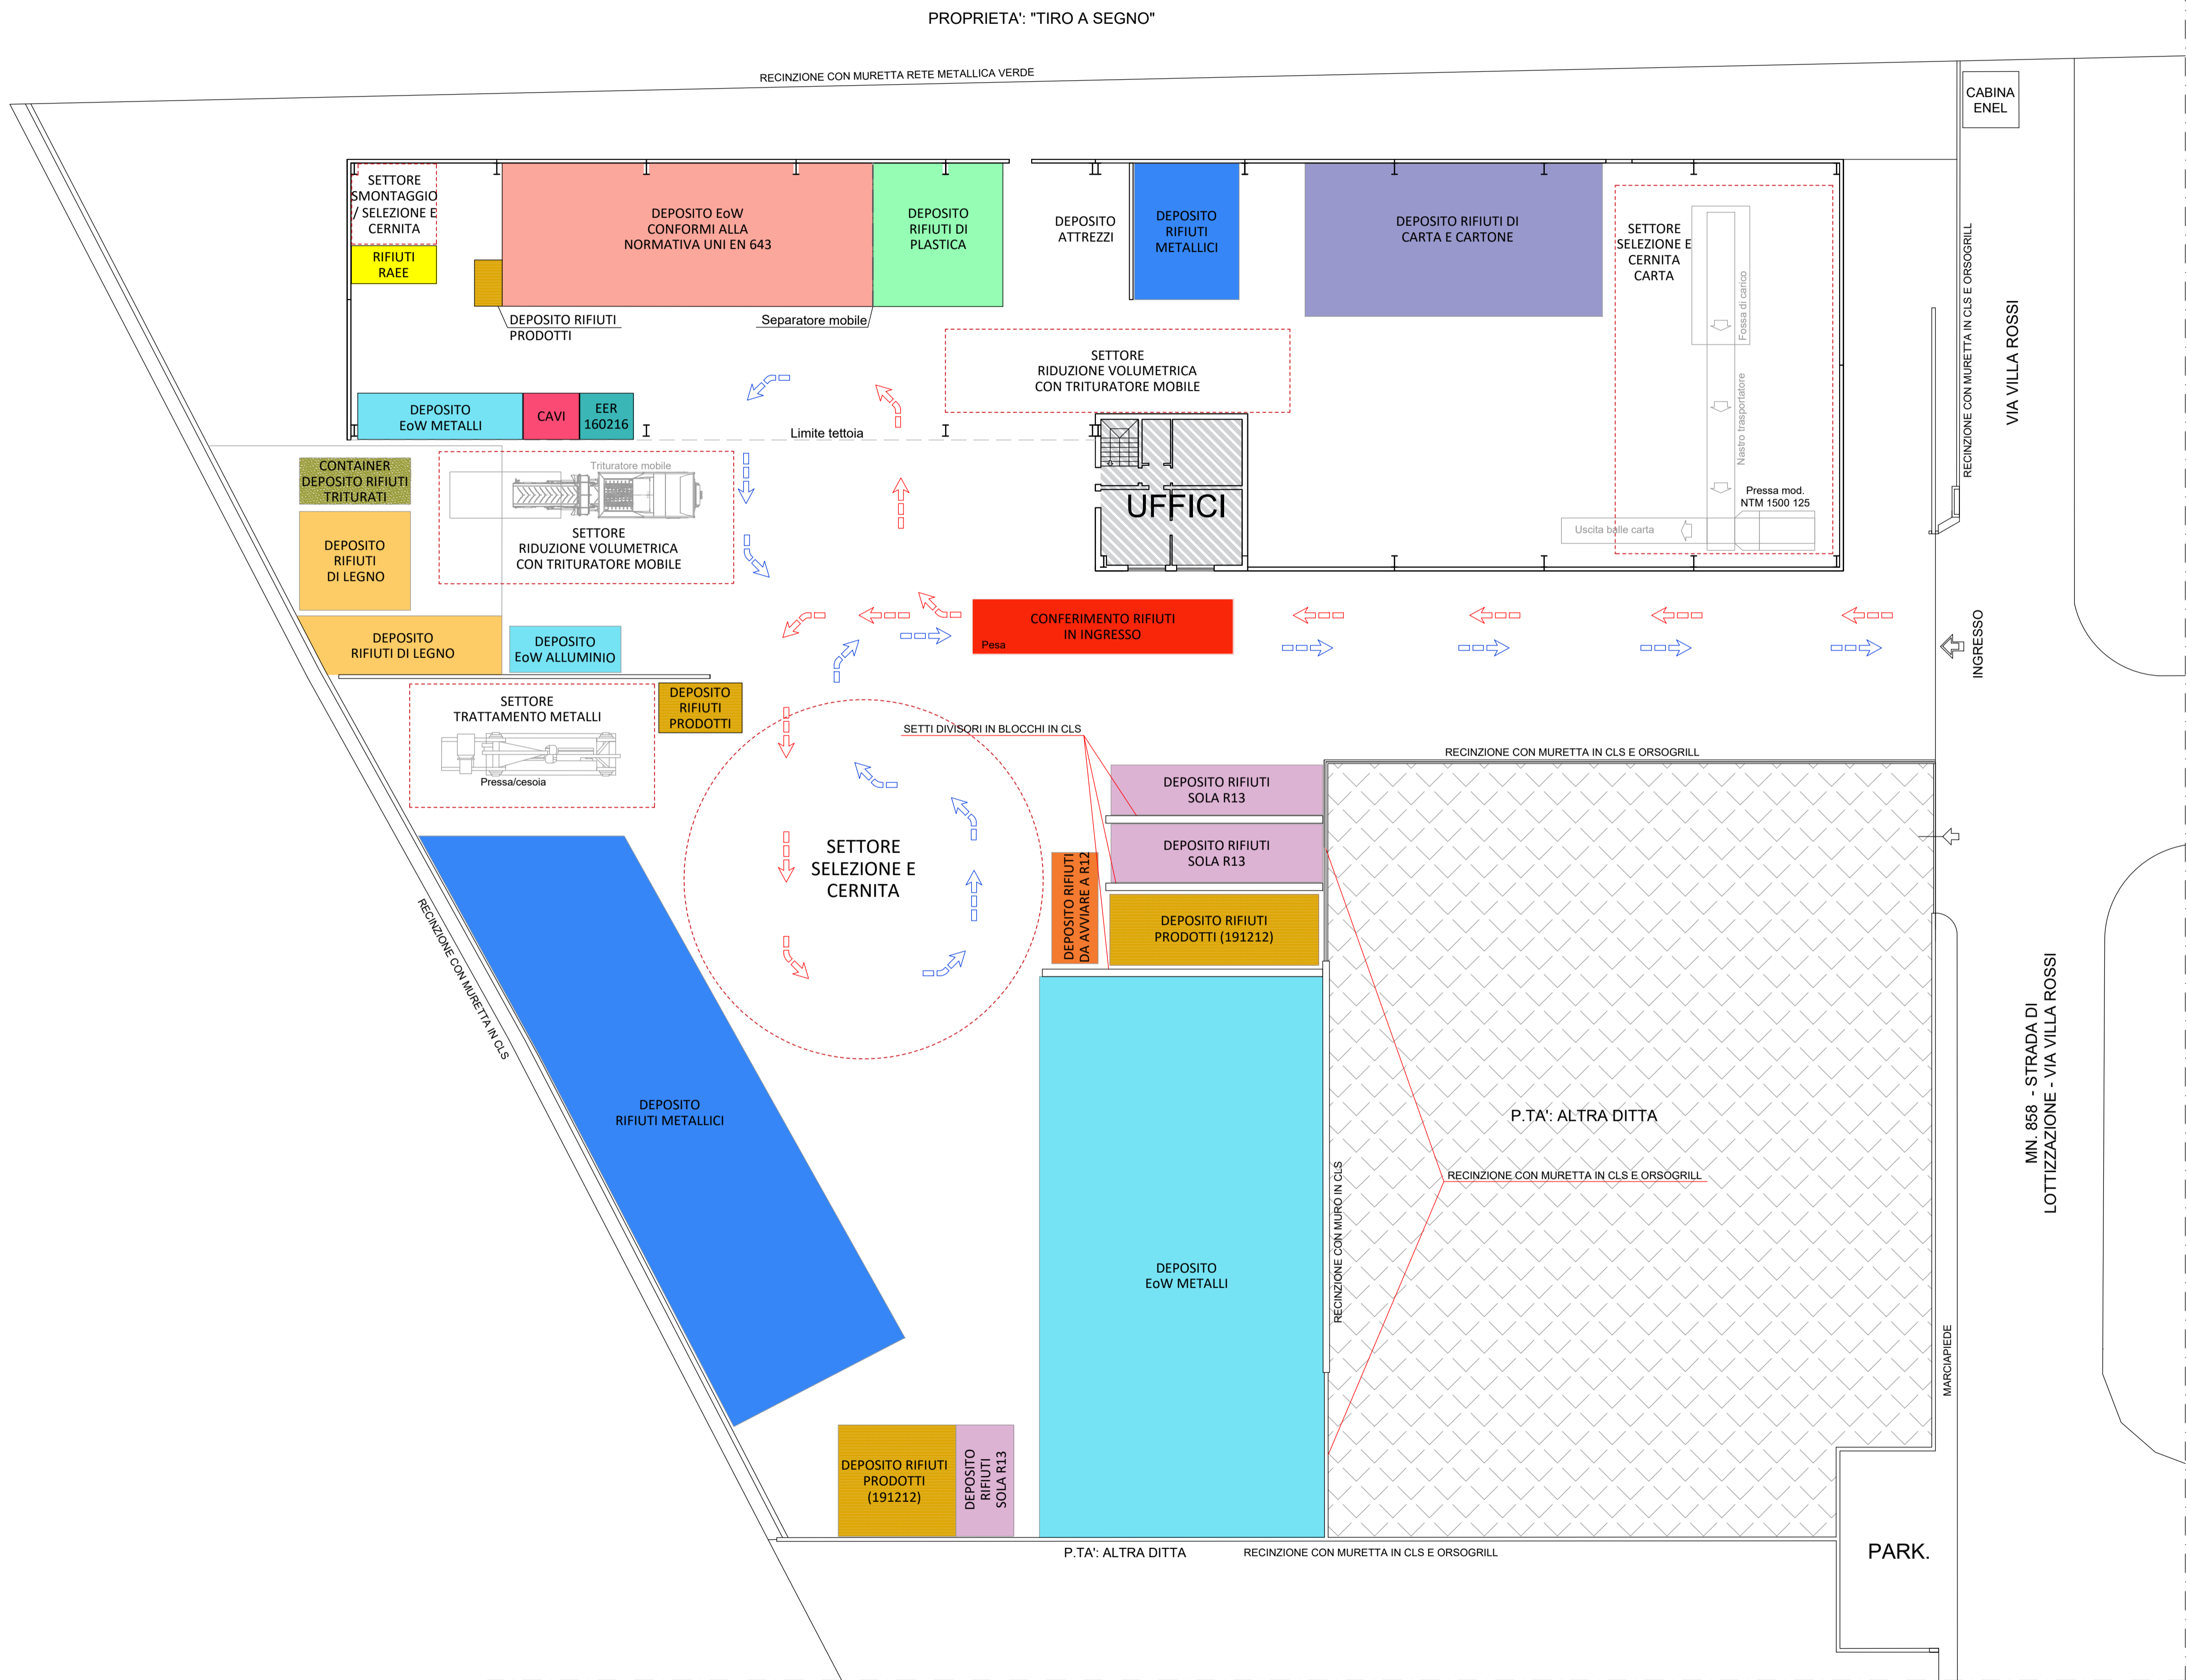 PROPRIETA': "TIRO A SEGNO"
RECINZIONE CON MURETTA RETE METALLICA VERDE
CABINA
ENEL
SETTORE
SMONTAGGIO
/ SELEZIONE E
CERNITA
RIFIUTI
RAEE
DEPOSITO EoW
CONFORMI ALLA
NORMATIVA UNI EN 643
DEPOSITO
RIFIUTI DI
PLASTICA
DEPOSITO
ATTREZZI
DEPOSITO
RIFIUTI
METALLICI
DEPOSITO RIFIUTI DI
CARTA E CARTONE
SETTORE
SELEZIONE E
CERNITA
CARTA
Fossa di carico
Nastro trasportatore
Pressa mod.
NTM 1500 125
Uscita balle carta
RECINZIONE CON MURETTA IN CLS E ORSOGRILL
VIA VILLA ROSSI
DEPOSITO RIFIUTI
PRODOTTI
Separatore mobile
SETTORE
RIDUZIONE VOLUMETRICA
CON TRITURATORE MOBILE
DEPOSITO
EoW METALLI
CAVI
EER
160216
Limite tettoia
CONTAINER
DEPOSITO RIFIUTI
TRITURATI
Trituratore mobile
SETTORE
RIDUZIONE VOLUMETRICA
CON TRITURATORE MOBILE
UFFICI
DEPOSITO
RIFIUTI
DI LEGNO
DEPOSITO
RIFIUTI DI LEGNO
DEPOSITO
EoW ALLUMINIO
CONFERIMENTO RIFIUTI
IN INGRESSO
Pesa
INGRESSO
SETTORE
TRATTAMENTO METALLI
Pressa/cesoia
DEPOSITO
RIFIUTI
PRODOTTI
SETTI DIVISORI IN BLOCCHI IN CLS
RECINZIONE CON MURETTA IN CLS E ORSOGRILL
DEPOSITO RIFIUTI
SOLA R13
DEPOSITO RIFIUTI
SOLA R13
SETTORE
SELEZIONE E
CERNITA
DEPOSITO RIFIUTI
DA AVVIARE A R12
DEPOSITO RIFIUTI
PRODOTTI (191212)
RECINZIONE CON MURETTA IN CLS
DEPOSITO
RIFIUTI METALLICI
P.TA': ALTRA DITTA
RECINZIONE CON MURETTA IN CLS E ORSOGRILL
RECINZIONE CON MURO IN CLS
MN. 858 - STRADA DI
LOTTIZZAZIONE - VIA VILLA ROSSI
DEPOSITO
EoW METALLI
MARCIAPIEDE
DEPOSITO RIFIUTI
PRODOTTI
(191212)
DEPOSITO
RIFIUTI
SOLA R13
P.TA': ALTRA DITTA
RECINZIONE CON MURETTA IN CLS E ORSOGRILL
PARK.